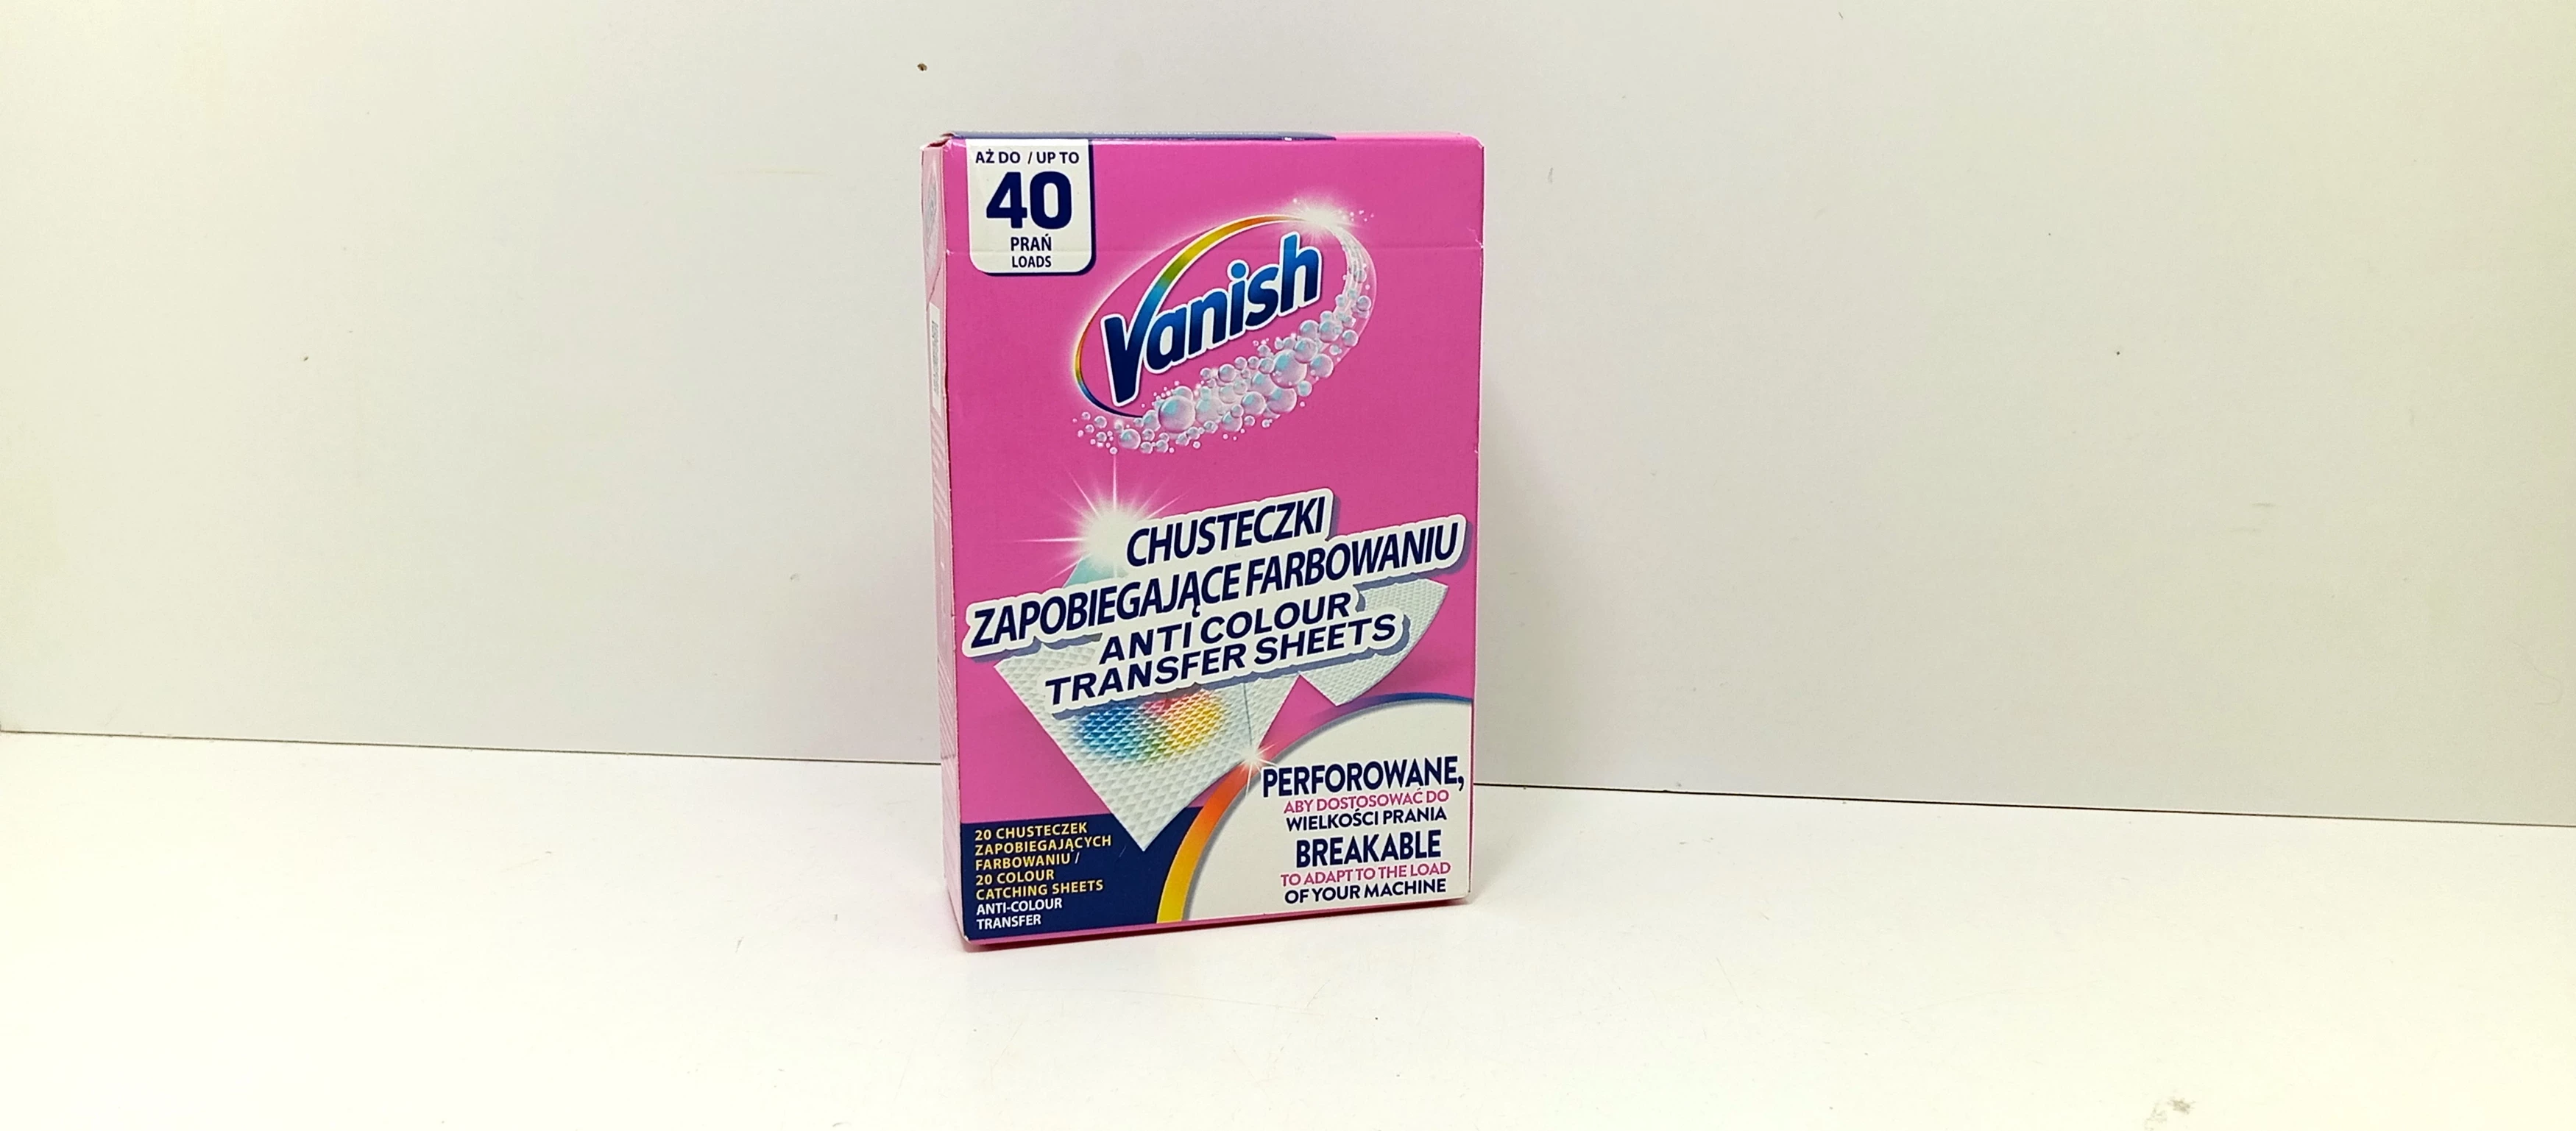 AŻ DO / UP TO
40
PRAŃ
LOADS
Vanish
CHUSTECZKI
ZAPOBIEGAJĄCE FARBOWANIU
ANTI COLOUR
TRANSFER SHEETS
PERFOROWANE,
ABY DOSTOSOWAĆ DO
WIELKOŚCI PRANIA
BREAKABLE
TO ADAPT TO THE LOAD
OF YOUR MACHINE
20 CHUSTECZEK
ZAPOBIEGAJĄCYCH
FARBOWANIU /
20 COLOUR
CATCHING SHEETS
ANTI-COLOUR
TRANSFER